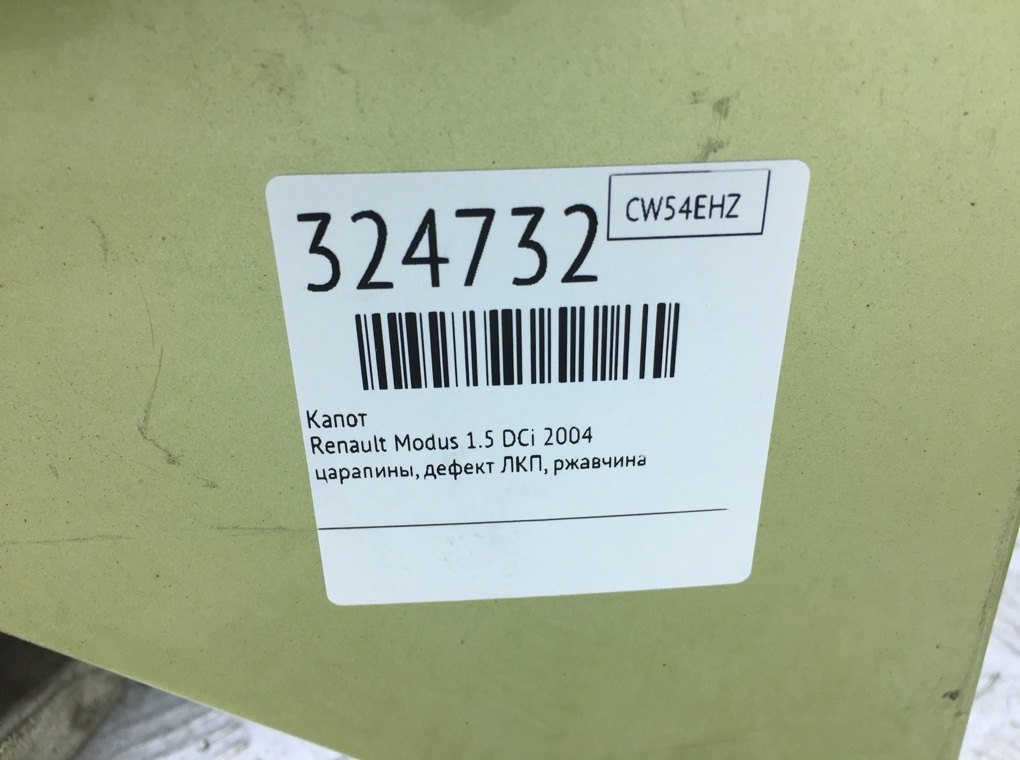 324732
CW54EHZ
Капот
Renault Modus 1.5 DCi 2004
царапины, дефект ЛКП, ржавчина